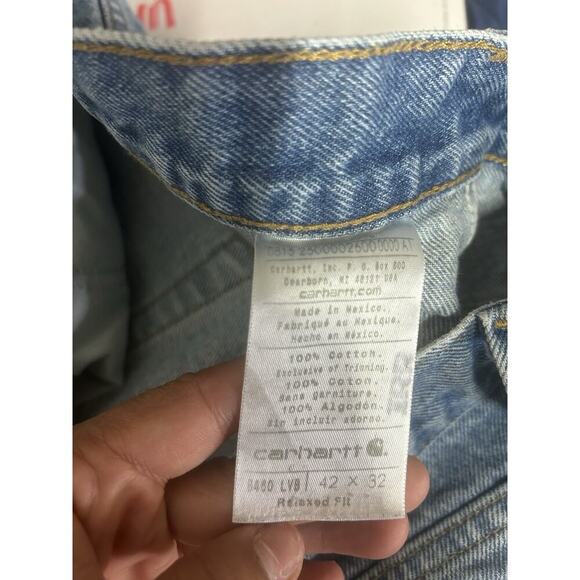 Carhartt, Inc. P. O. Box 600
Dearborn, MI 48121 USA
carhartt.com
Made in Mexico.
Fabriqué au Mexique.
Hecho en México.
100% Cotton.
Exclusive of Trimming.
100% Coton.
Sans garniture.
100% Algodón.
Sin incluir adorno.
carhartt
B460 LVB 42 X 32
Relaxed Fit